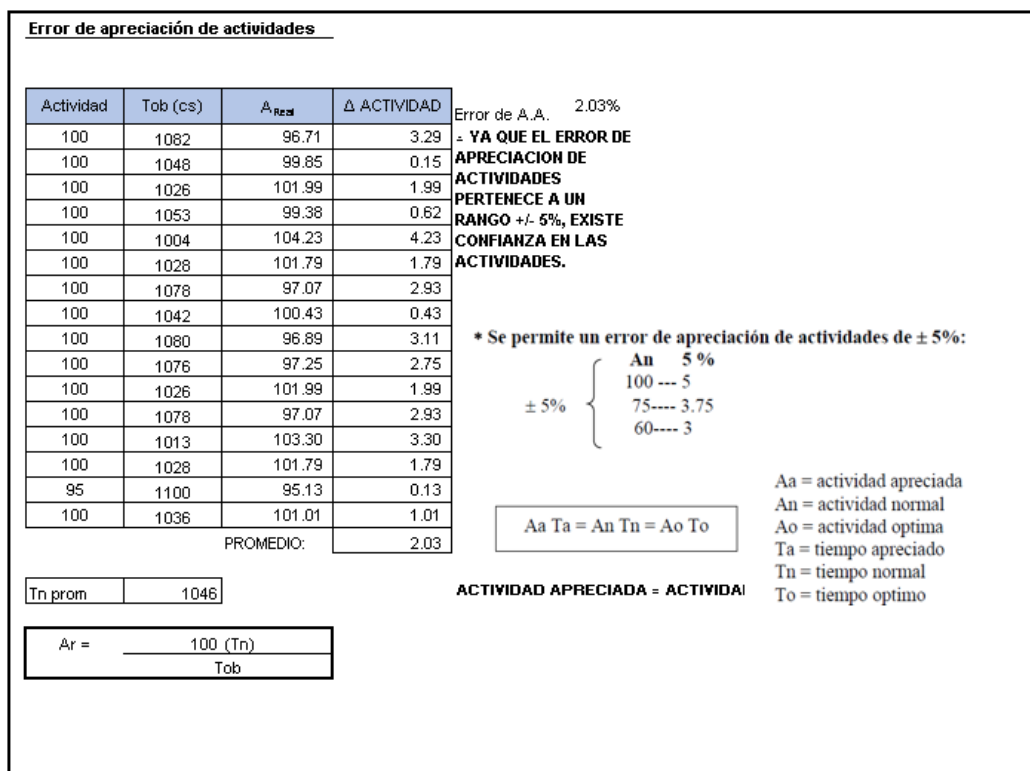 Error de apreciación de actividades
Actividad Tob (cs) A Real Δ ACTIVIDAD
100 1082 96.71 3.29
100 1048 99.85 0.15
100 1026 101.99 1.99
100 1053 99.38 0.62
100 1004 104.23 4.23
100 1028 101.79 1.79
100 1078 97.07 2.93
100 1042 100.43 0.43
100 1080 96.89 3.11
100 1076 97.25 2.75
100 1026 101.99 1.99
100 1078 97.07 2.93
100 1013 103.30 3.30
100 1028 101.79 1.79
95 1100 95.13 0.13
100 1036 101.01 1.01
PROMEDIO: 2.03
Tn prom 1046
Ar = 100 (Tn)
Tob
Error de A.A. 2.03%
- YA QUE EL ERROR DE
APRECIACION DE
ACTIVIDADES
PERTENECE A UN
RANGO +/- 5%, EXISTE
CONFIANZA EN LAS
ACTIVIDADES.
* Se permite un error de apreciación de actividades de ± 5%:
An 5 %
100 --- 5
± 5% 75---- 3.75
60---- 3
Aa Ta = An Tn = Ao To
ACTIVIDAD APRECIADA = ACTIVIDA
Aa = actividad apreciada
An = actividad normal
Ao = actividad optima
Ta = tiempo apreciado
Tn = tiempo normal
To = tiempo optimo